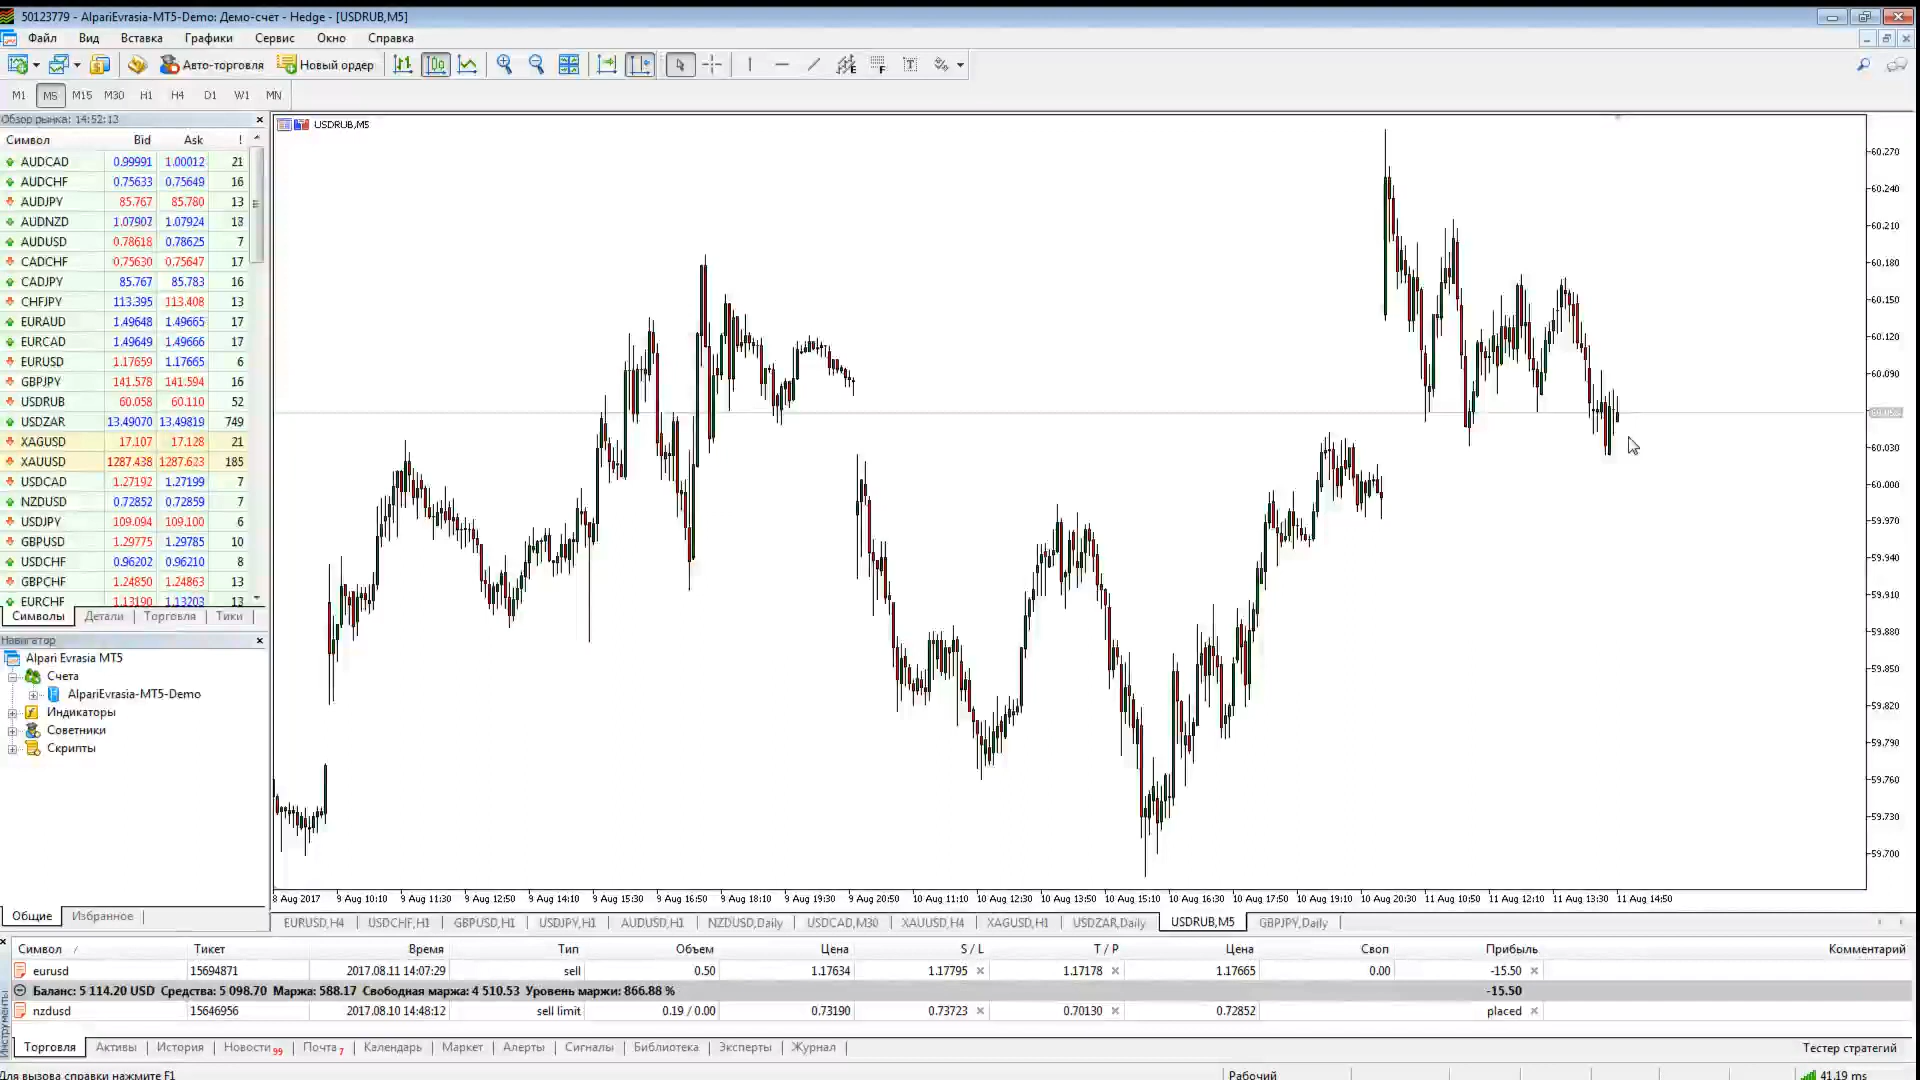 50123779 - AlpariEvrasia-MT5-Demo: Демо-счет - Hedge - [USDRUB,M5]
Файл Вид Вставка Графики Сервис Окно Справка
Авто-торговля Новый ордер
M1 M5 M15 M30 H1 H4 D1 W1 MN
Обзор рынка: 14:52:13
Символ Bid Ask !
AUDCAD 0.99991 1.00012 21
AUDCHF 0.75633 0.75649 16
AUDJPY 85.767 85.780 13
AUDNZD 1.07907 1.07924 18
AUDUSD 0.78618 0.78625 7
CADCHF 0.75630 0.75647 17
CADJPY 85.767 85.783 16
CHFJPY 113.395 113.408 13
EURAUD 1.49648 1.49665 17
EURCAD 1.49649 1.49666 17
EURUSD 1.17659 1.17665 6
GBPJPY 141.578 141.594 16
USDRUB 60.058 60.110 52
USDZAR 13.49070 13.49819 749
XAGUSD 17.107 17.128 21
XAUUSD 1287.438 1287.623 185
USDCAD 1.27192 1.27199 7
NZDUSD 0.72852 0.72859 7
USDJPY 109.094 109.100 6
GBPUSD 1.29775 1.29785 10
USDCHF 0.96202 0.96210 8
GBPCHF 1.24850 1.24863 13
EURCHF 1.13190 1.13203 13
Символы Детали Торговля Тики
Навигатор
Alpari Evrasia MT5
Счета
AlpariEvrasia-MT5-Demo
Индикаторы
Советники
Скрипты
Общие Избранное
USDRUB,M5
60.270
60.240
60.210
60.180
60.150
60.120
60.090
60.058
60.030
60.000
59.970
59.940
59.910
59.880
59.850
59.820
59.790
59.760
59.730
59.700
8 Aug 2017 9 Aug 10:10 9 Aug 11:30 9 Aug 12:50 9 Aug 14:10 9 Aug 15:30 9 Aug 16:50 9 Aug 18:10 9 Aug 19:30 9 Aug 20:50 10 Aug 11:10 10 Aug 12:30 10 Aug 13:50 10 Aug 15:10 10 Aug 16:30 10 Aug 17:50 10 Aug 19:10 10 Aug 20:30 11 Aug 10:50 11 Aug 12:10 11 Aug 13:30 11 Aug 14:50
EURUSD,H4 USDCHF,H1 GBPUSD,H1 USDJPY,H1 AUDUSD,H1 NZDUSD,Daily USDCAD,M30 XAUUSD,H4 XAGUSD,H1 USDZAR,Daily USDRUB,M5 GBPJPY,Daily
Символ / Тикет Время Тип Объем Цена S / L T / P Цена Своп Прибыль Комментарий
eurusd 15694871 2017.08.11 14:07:29 sell 0.50 1.17634 1.17795 1.17178 1.17665 0.00 -15.50
Баланс: 5 114.20 USD Средства: 5 098.70 Маржа: 588.17 Свободная маржа: 4 510.53 Уровень маржи: 866.88 % -15.50
nzdusd 15646956 2017.08.10 14:48:12 sell limit 0.19 / 0.00 0.73190 0.73723 0.70130 0.72852 placed
Инструменты
Торговля Активы История Новости 99 Почта 7 Календарь Маркет Алерты Сигналы Библиотека Эксперты Журнал Тестер стратегий
Для вызова справки нажмите F1 Рабочий 41.19 ms